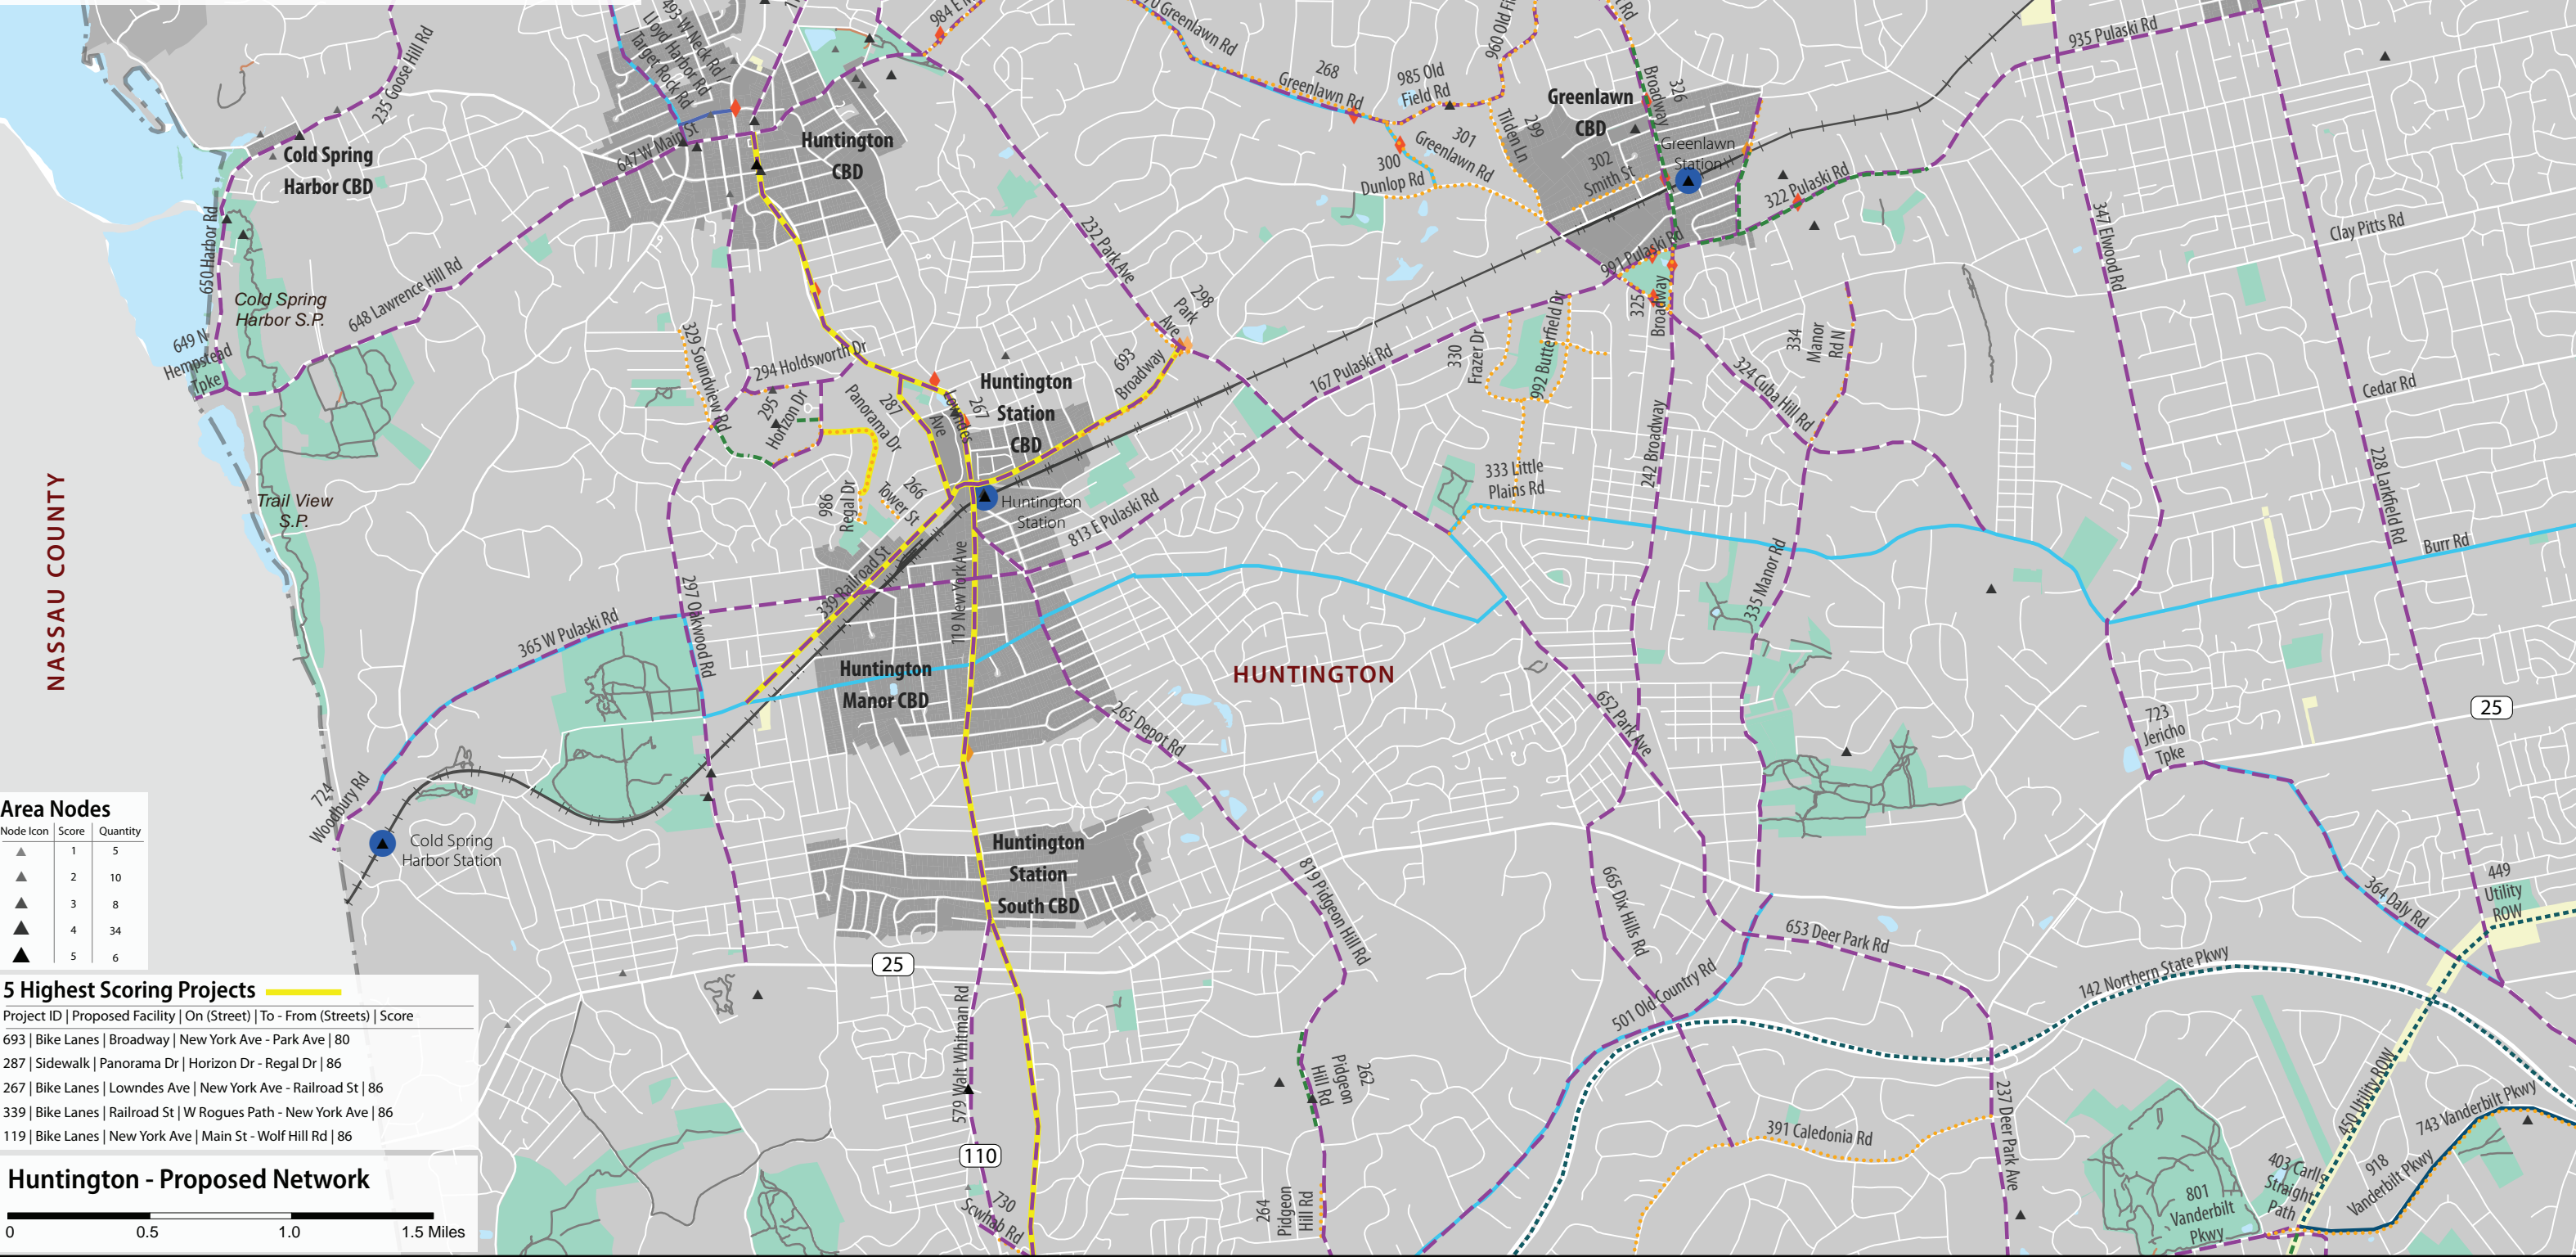 984 E
493 W Neck Rd
Lloyd Harbor Rd
Target Rock Rd
235 Goose Hill Rd
Greenlawn Rd
268
Greenlawn Rd
985 Old
Field Rd
960 Old
Greenlawn
CBD
Broadway
326
935 Pulaski Rd
Cold Spring
Harbor CBD
647 W Main St
Huntington
CBD
300
Dunlop Rd
301
Greenlawn Rd
299
Tilden Ln
302
Smith St
Greenlawn
Station
322 Pulaski Rd
650 Harbor Rd
232 Park Ave
991 Pulaski Rd
347 Elwood Rd
Clay Pitts Rd
Cold Spring
Harbor S.P.
648 Lawrence Hill Rd
298
Park
Ave
325
Broadway
649 N
Hempstead
Tpke
329 Soundview Rd
294 Holdsworth Dr
693
Broadway
167 Pulaski Rd
330
Frazer Dr
992 Butterfield Dr
334
Manor
Rd N
324 Cuba Hill Rd
Cedar Rd
295
Horizon Dr
287
Panorama Dr
267
Lowndes
Ave
Huntington
Station
CBD
242 Broadway
228 Larkfield Rd
NASSAU COUNTY
Trail View
S.P.
986
Regal Dr
266
Tower St
Huntington
Station
813 E Pulaski Rd
333 Little
Plains Rd
Burr Rd
339 Railroad St
119 New York Ave
365 W Pulaski Rd
297 Oakwood Rd
335 Manor Rd
Huntington
Manor CBD
HUNTINGTON
265 Depot Rd
652 Park Ave
723
Jericho
Tpke
25
724
Woodbury Rd
Cold Spring
Harbor Station
Huntington
Station
South CBD
819 Pidgeon Hill Rd
665 Dix Hills Rd
653 Deer Park Rd
364 Daly Rd
449
Utility
ROW
25
579 Walt Whitman Rd
501 Old Country Rd
142 Northern State Pkwy
262
Pidgeon
Hill Rd
110
730
Scwhab Rd
264
Pidgeon
Hill Rd
391 Caledonia Rd
237 Deer Park Ave
450 Utility ROW
743 Vanderbilt Pkwy
403 Carlls
Straight
Path
918
Vanderbilt Pkwy
801
Vanderbilt
Pkwy
Area Nodes
Node Icon | Score | Quantity
1 5
2 10
3 8
4 34
5 6
5 Highest Scoring Projects
Project ID | Proposed Facility | On (Street) | To - From (Streets) | Score
693 | Bike Lanes | Broadway | New York Ave - Park Ave | 80
287 | Sidewalk | Panorama Dr | Horizon Dr - Regal Dr | 86
267 | Bike Lanes | Lowndes Ave | New York Ave - Railroad St | 86
339 | Bike Lanes | Railroad St | W Rogues Path - New York Ave | 86
119 | Bike Lanes | New York Ave | Main St - Wolf Hill Rd | 86
Huntington - Proposed Network
0 0.5 1.0 1.5 Miles